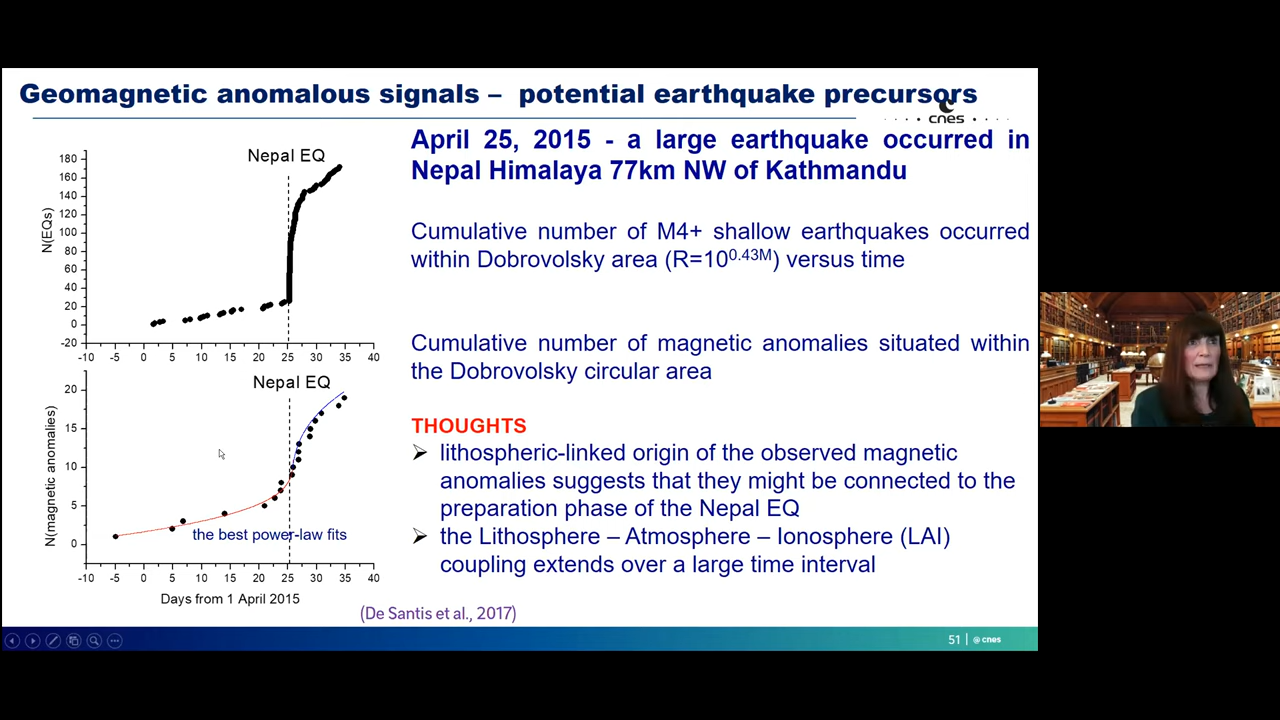 Geomagnetic anomalous signals – potential earthquake precursors
cnes
April 25, 2015 - a large earthquake occurred in
Nepal Himalaya 77km NW of Kathmandu
Nepal EQ
180
160
140
120
100
80
60
40
20
0
-20
N(EQs)
-10 -5 0 5 10 15 20 25 30 35 40
Cumulative number of M4+ shallow earthquakes occurred
within Dobrovolsky area (R=10^0.43M) versus time
Nepal EQ
20
15
10
5
0
N(magnetic anomalies)
the best power-law fits
-10 -5 0 5 10 15 20 25 30 35 40
Days from 1 April 2015
Cumulative number of magnetic anomalies situated within
the Dobrovolsky circular area
THOUGHTS
lithospheric-linked origin of the observed magnetic
anomalies suggests that they might be connected to the
preparation phase of the Nepal EQ
the Lithosphere – Atmosphere – Ionosphere (LAI)
coupling extends over a large time interval
(De Santis et al., 2017)
51 | @ cnes